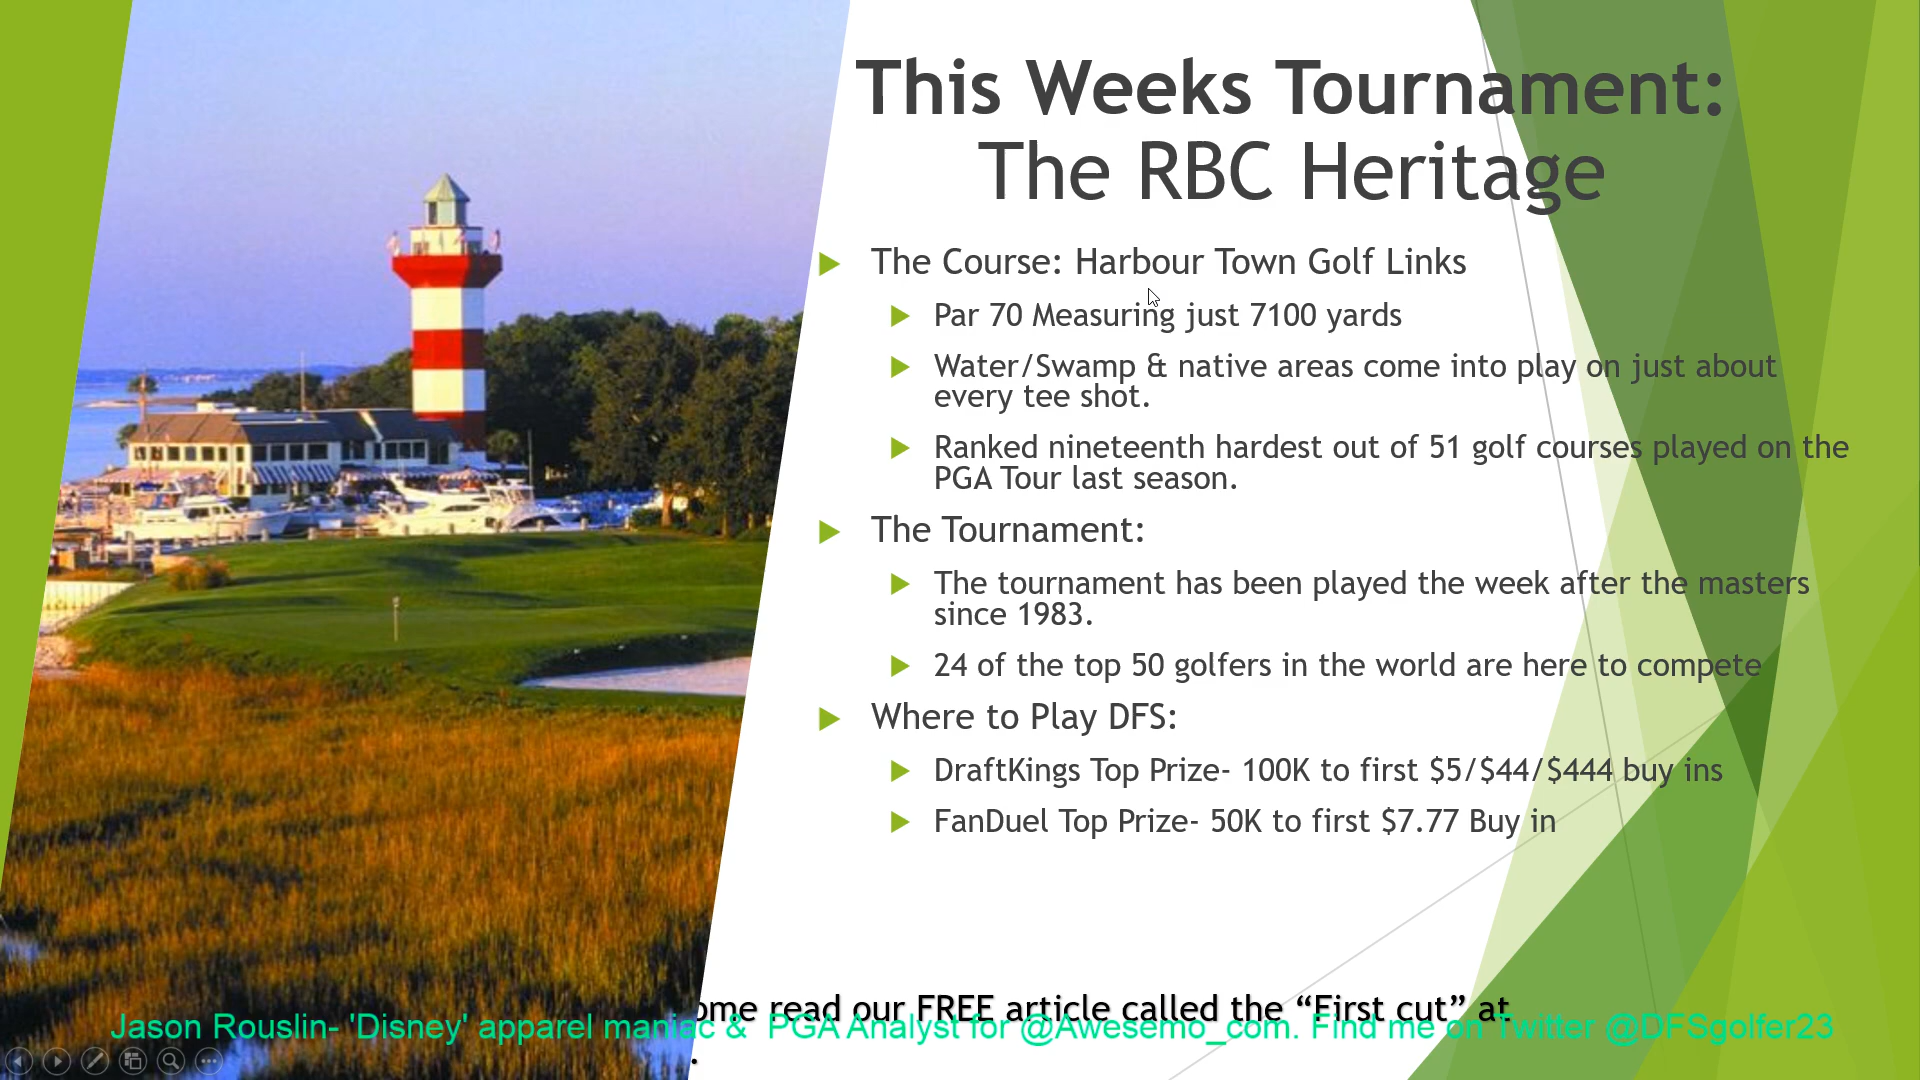 This Weeks Tournament:
The RBC Heritage
The Course: Harbour Town Golf Links
Par 70 Measuring just 7100 yards
Water/Swamp & native areas come into play on just about
every tee shot.
Ranked nineteenth hardest out of 51 golf courses played on the
PGA Tour last season.
The Tournament:
The tournament has been played the week after the masters
since 1983.
24 of the top 50 golfers in the world are here to compete
Where to Play DFS:
DraftKings Top Prize- 100K to first $5/$44/$444 buy ins
FanDuel Top Prize- 50K to first $7.77 Buy in
ome read our FREE article called the “First cut” at
Jason Rouslin- 'Disney' apparel maniac &  PGA Analyst for @Awesemo_com. Find me on Twitter @DFSgolfer23
.